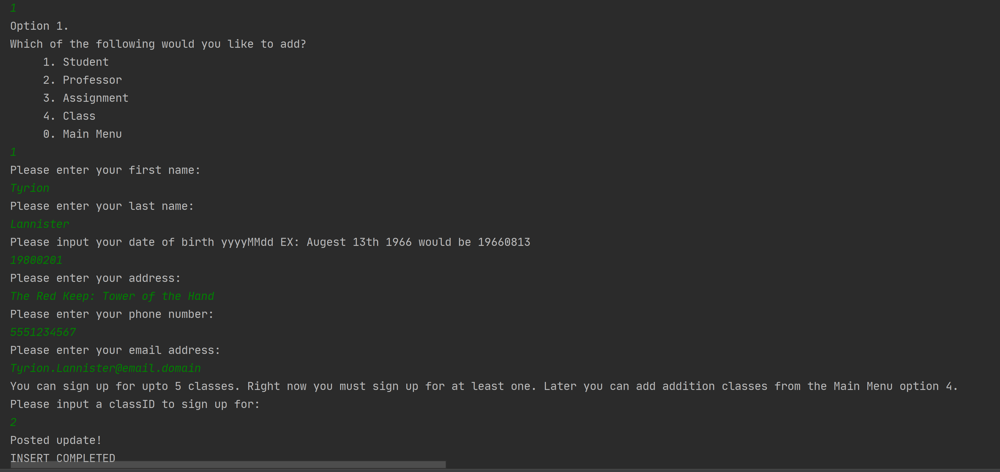 1
Option 1.
Which of the following would you like to add?
1. Student
2. Professor
3. Assignment
4. Class
0. Main Menu
1
Please enter your first name:
Tyrion
Please enter your last name:
Lannister
Please input your date of birth yyyyMMdd EX: Augest 13th 1966 would be 19660813
19800201
Please enter your address:
The Red Keep: Tower of the Hand
Please enter your phone number:
5551234567
Please enter your email address:
Tyrion.Lannister@email.domain
You can sign up for upto 5 classes. Right now you must sign up for at least one. Later you can add addition classes from the Main Menu option 4.
Please input a classID to sign up for:
2
Posted update!
INSERT COMPLETED